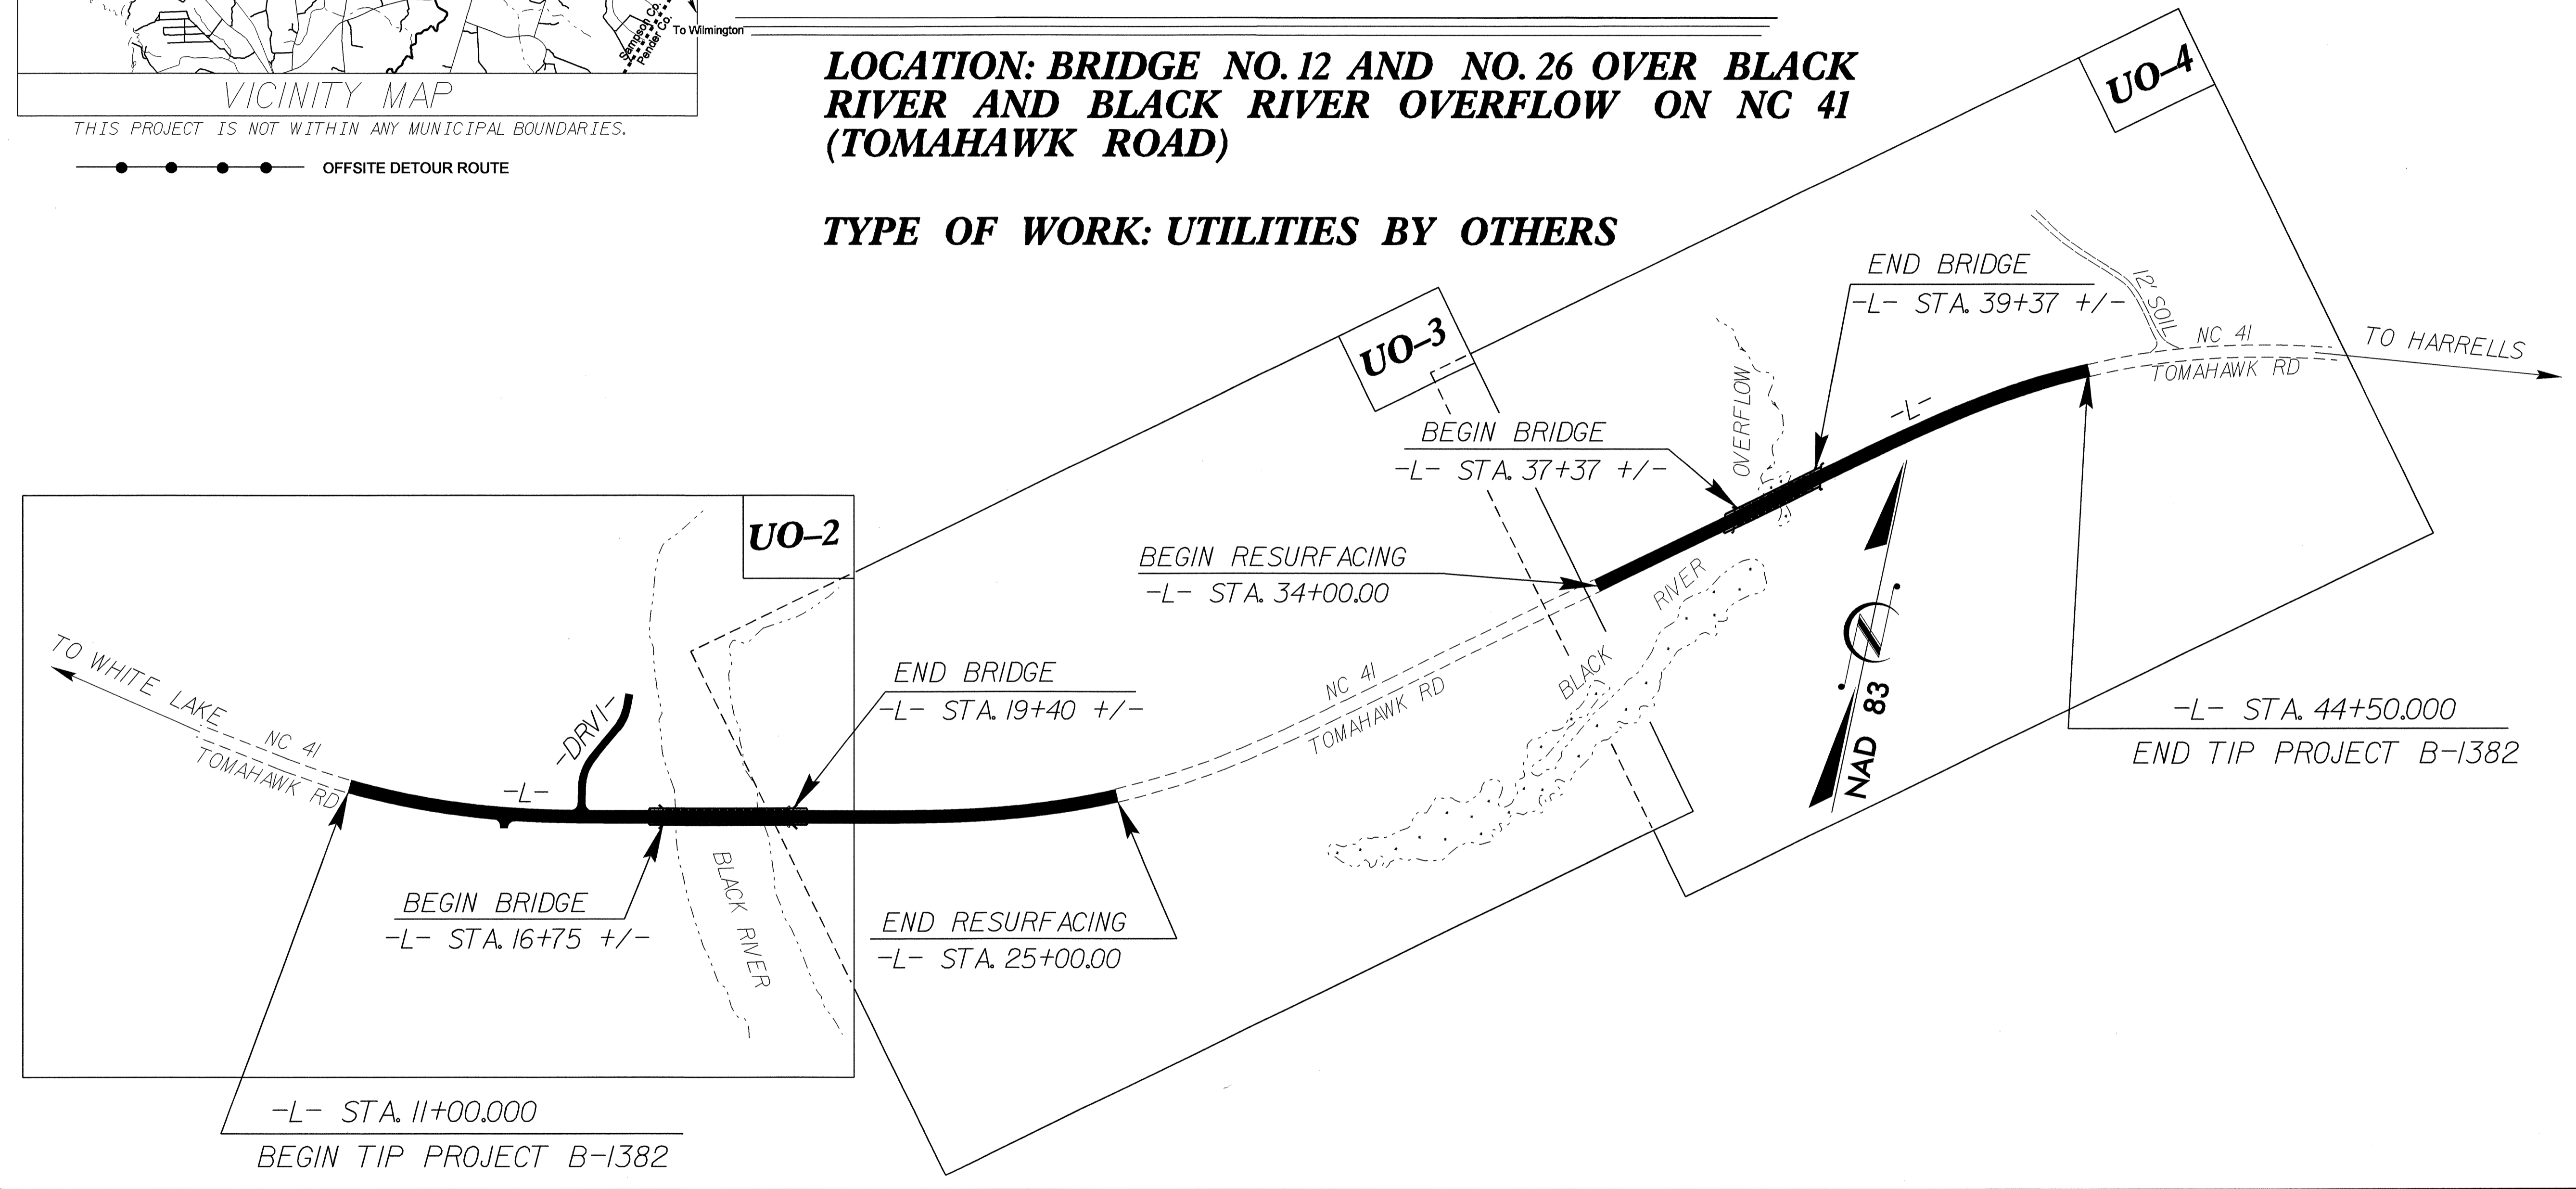 Sampson Co.
Pender Co.
To Wilmington
VICINITY MAP
THIS PROJECT IS NOT WITHIN ANY MUNICIPAL BOUNDARIES.
OFFSITE DETOUR ROUTE
LOCATION: BRIDGE NO. 12 AND NO. 26 OVER BLACK
RIVER AND BLACK RIVER OVERFLOW ON NC 41
(TOMAHAWK ROAD)
TYPE OF WORK: UTILITIES BY OTHERS
UO-4
END BRIDGE
-L- STA. 39+37 +/-
12' SOIL
NC 41
TOMAHAWK RD
TO HARRELLS
UO-3
OVERFLOW
-L-
BEGIN BRIDGE
-L- STA. 37+37 +/-
UO-2
BEGIN RESURFACING
-L- STA. 34+00.00
BLACK RIVER
NAD 83
TO WHITE LAKE
NC 41
TOMAHAWK RD
-L-
-DRV1-
END BRIDGE
-L- STA. 19+40 +/-
NC 41
TOMAHAWK RD
-L- STA. 44+50.000
END TIP PROJECT B-1382
BEGIN BRIDGE
-L- STA. 16+75 +/-
BLACK RIVER
END RESURFACING
-L- STA. 25+00.00
-L- STA. 11+00.000
BEGIN TIP PROJECT B-1382